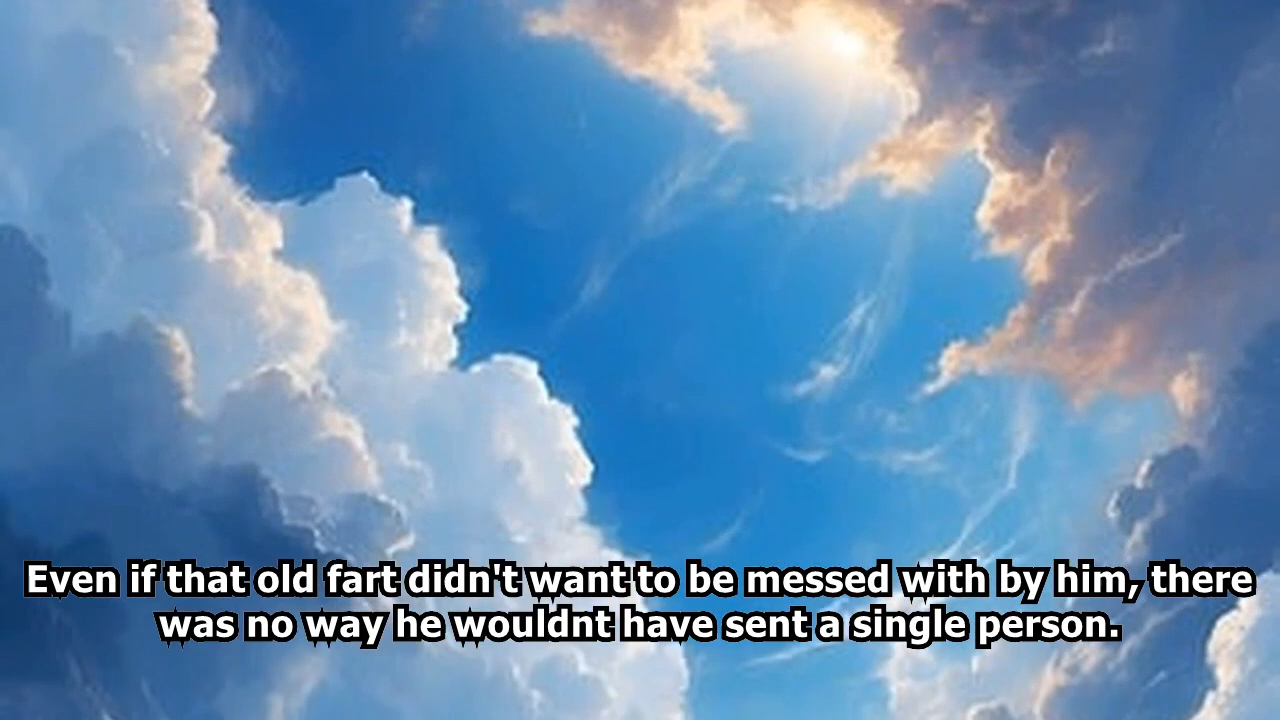 Even if that old fart didn't want to be messed with by him, there
was no way he wouldnt have sent a single person.